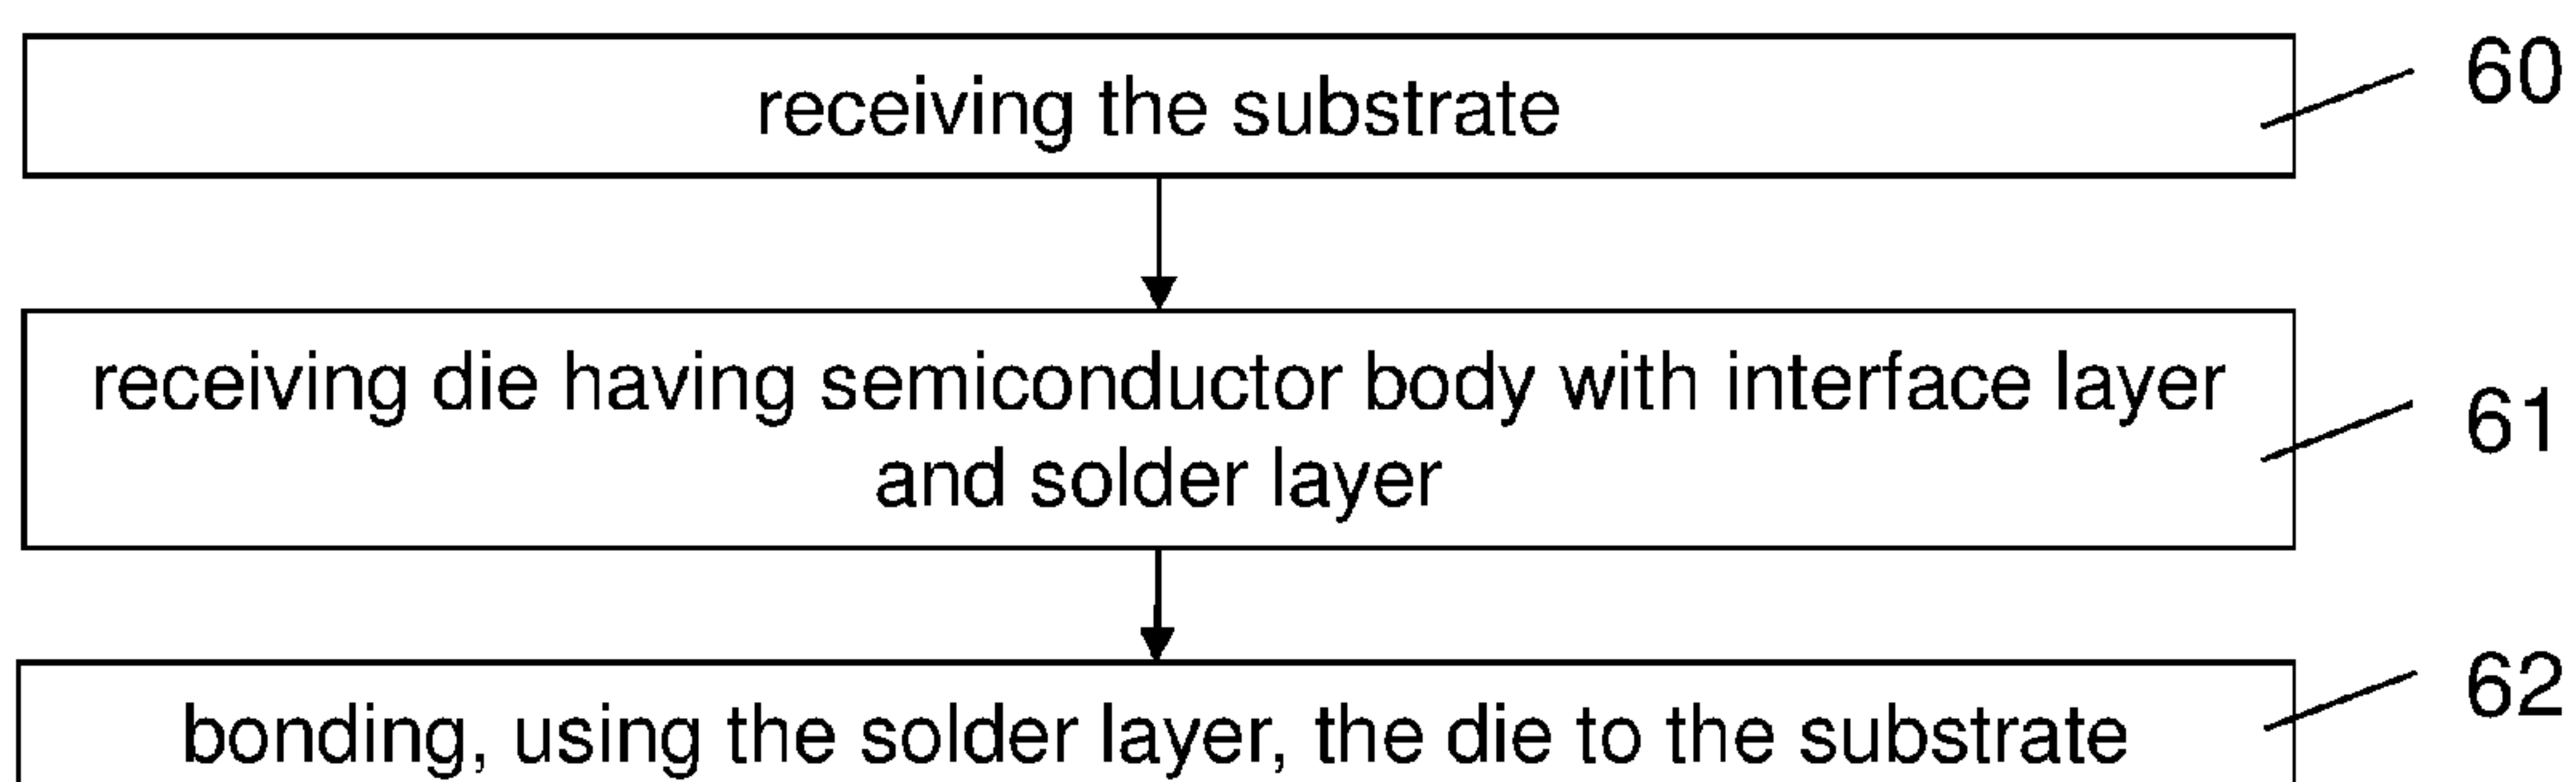 receiving the substrate
60
receiving die having semiconductor body with interface layer
and solder layer
61
bonding, using the solder layer, the die to the substrate
62